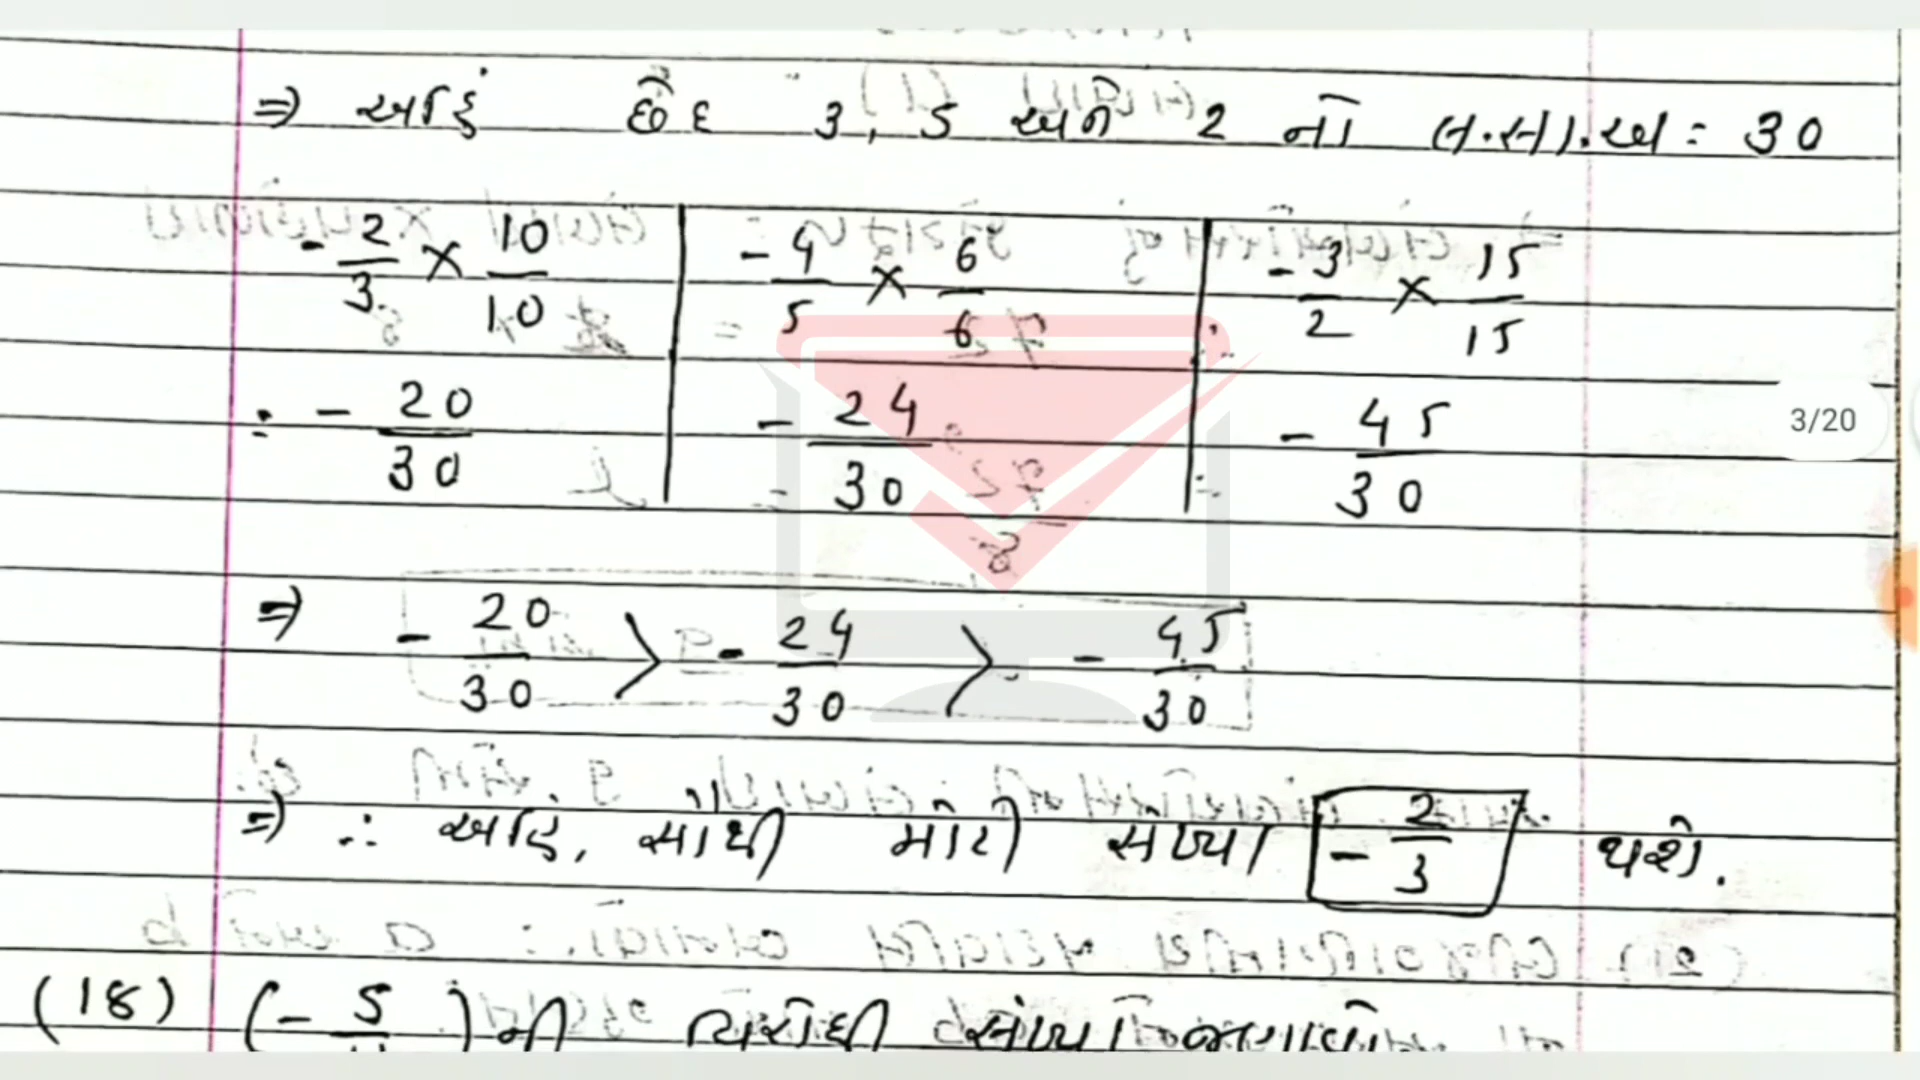 ⇒ અહિં છેદ 3, 5 અને 2 નો લ.સા.અ = 30
- 2/3 × 10/10 | - 4/5 × 6/6 | - 3/2 × 15/15
= - 20/30 | = - 24/30 | = - 45/30
⇒ - 20/30 > - 24/30 > - 45/30
⇒ ∴ અહિં, સૌથી મોટી સંખ્યા - 2/3 થશે.
(18) (- 5/ )ની વિરોધી સંખ્યા જણાવો
3/20